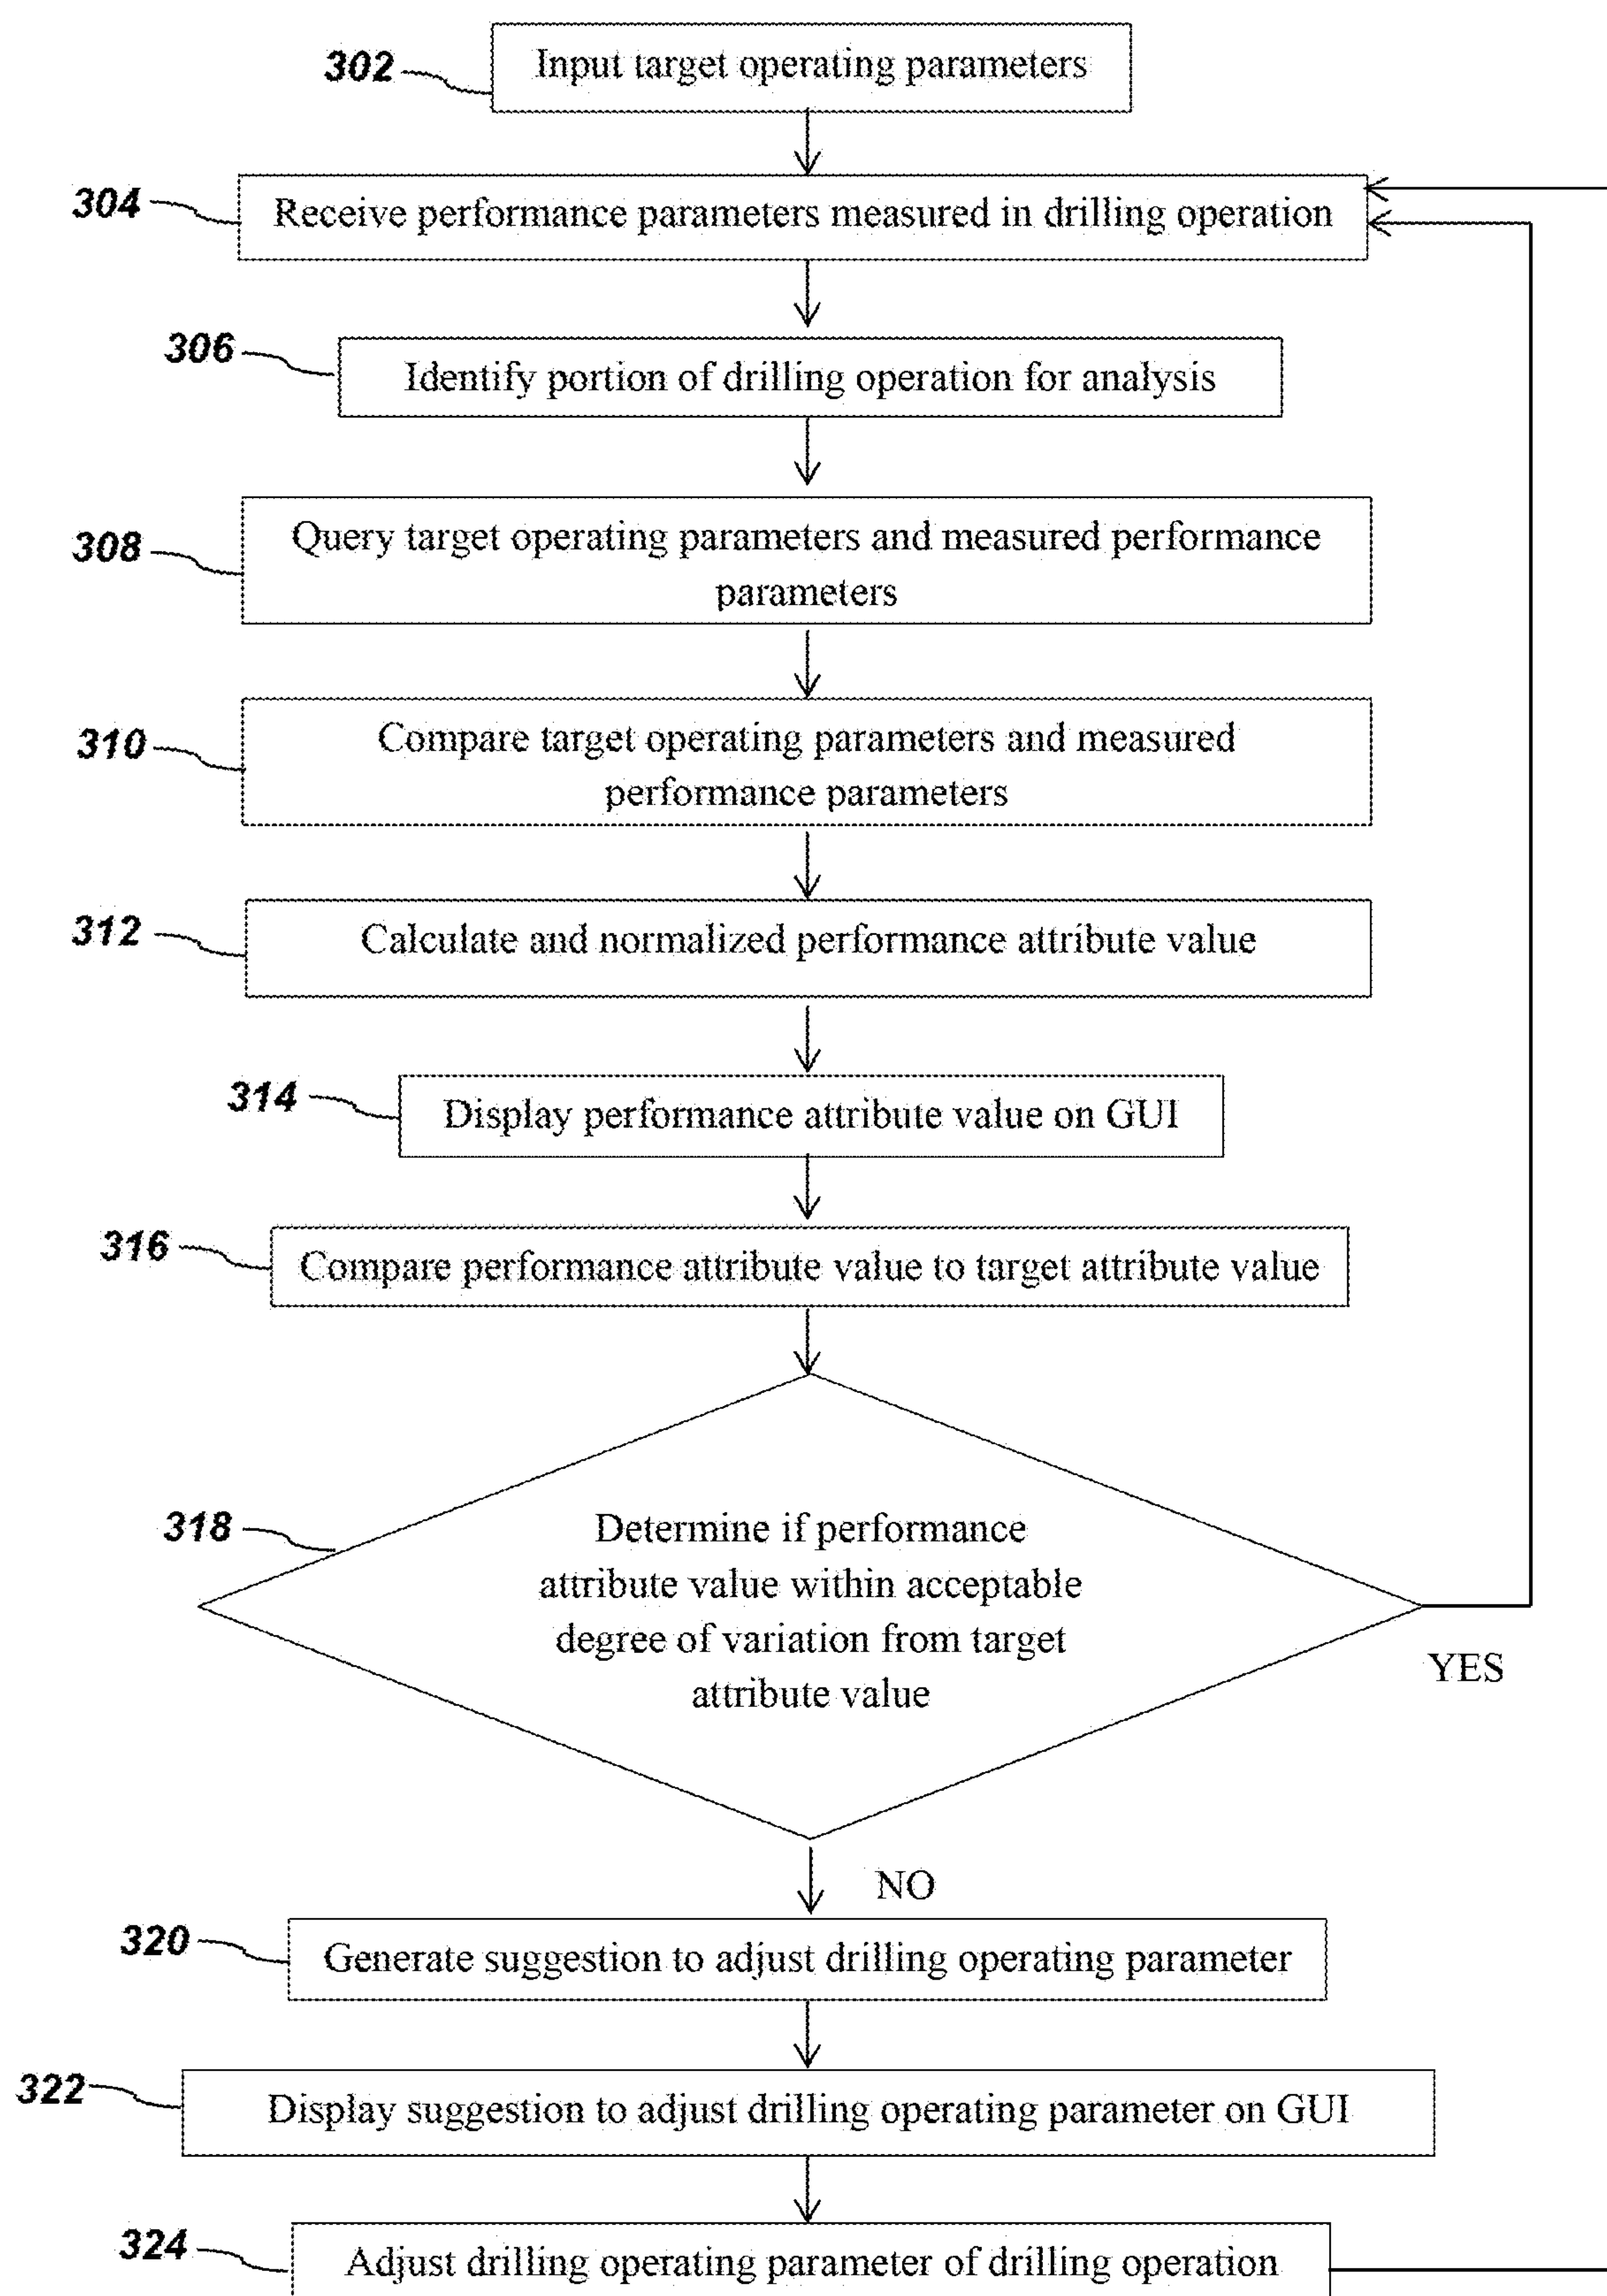 302
Input target operating parameters
304
Receive performance parameters measured in drilling operation
306
Identify portion of drilling operation for analysis
308
Query target operating parameters and measured performance
parameters
310
Compare target operating parameters and measured
performance parameters
312
Calculate and normalized performance attribute value
314
Display performance attribute value on GUI
316
Compare performance attribute value to target attribute value
318
Determine if performance
attribute value within acceptable
degree of variation from target
attribute value
YES
NO
320
Generate suggestion to adjust drilling operating parameter
322
Display suggestion to adjust drilling operating parameter on GUI
324
Adjust drilling operating parameter of drilling operation